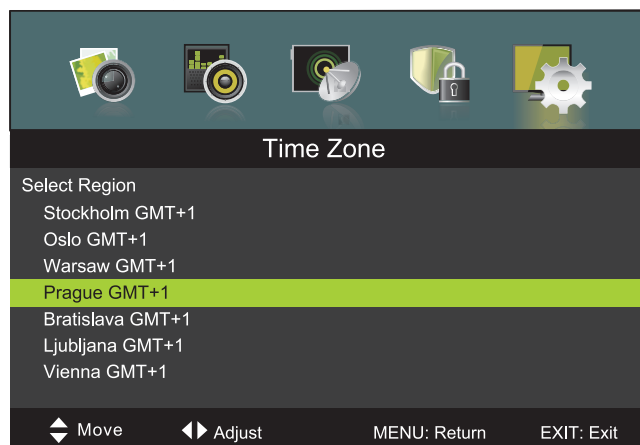 Time Zone
Select Region
Stockholm GMT+1
Oslo GMT+1
Warsaw GMT+1
Prague GMT+1
Bratislava GMT+1
Ljubljana GMT+1
Vienna GMT+1
Move Adjust MENU: Return EXIT: Exit